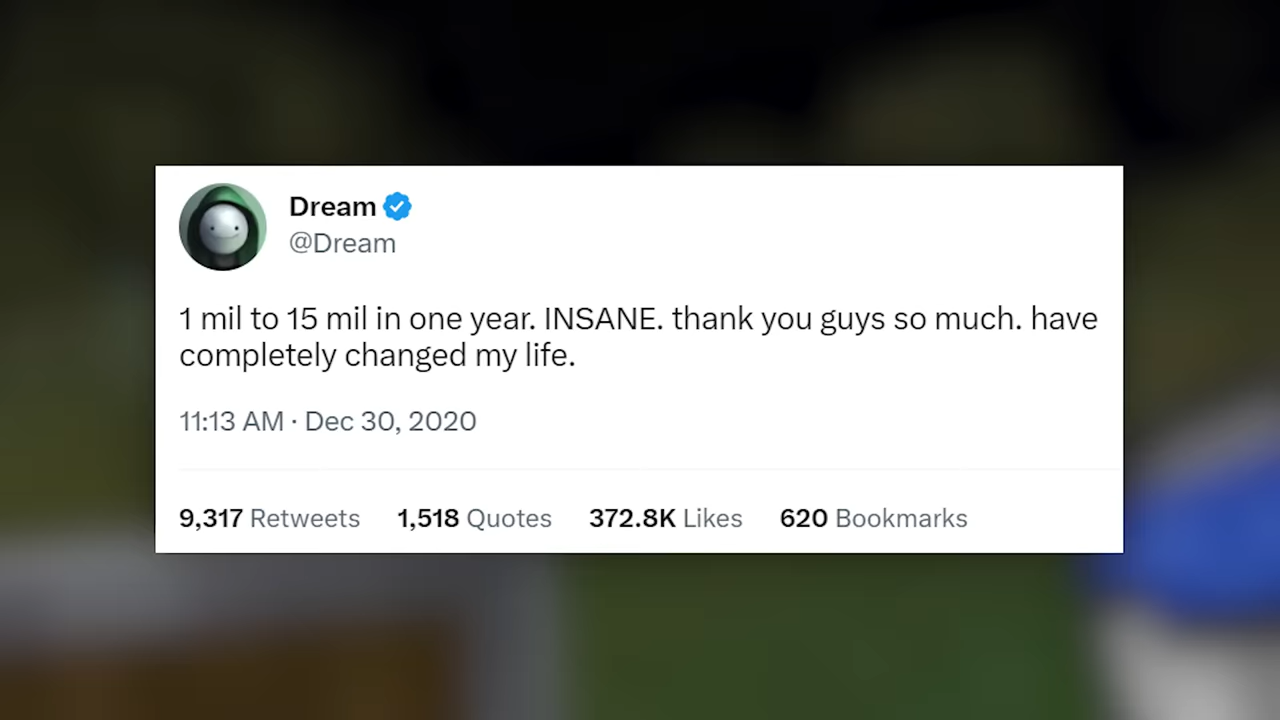 Dream
@Dream
1 mil to 15 mil in one year. INSANE. thank you guys so much. have
completely changed my life.
11:13 AM · Dec 30, 2020
9,317 Retweets 1,518 Quotes 372.8K Likes 620 Bookmarks